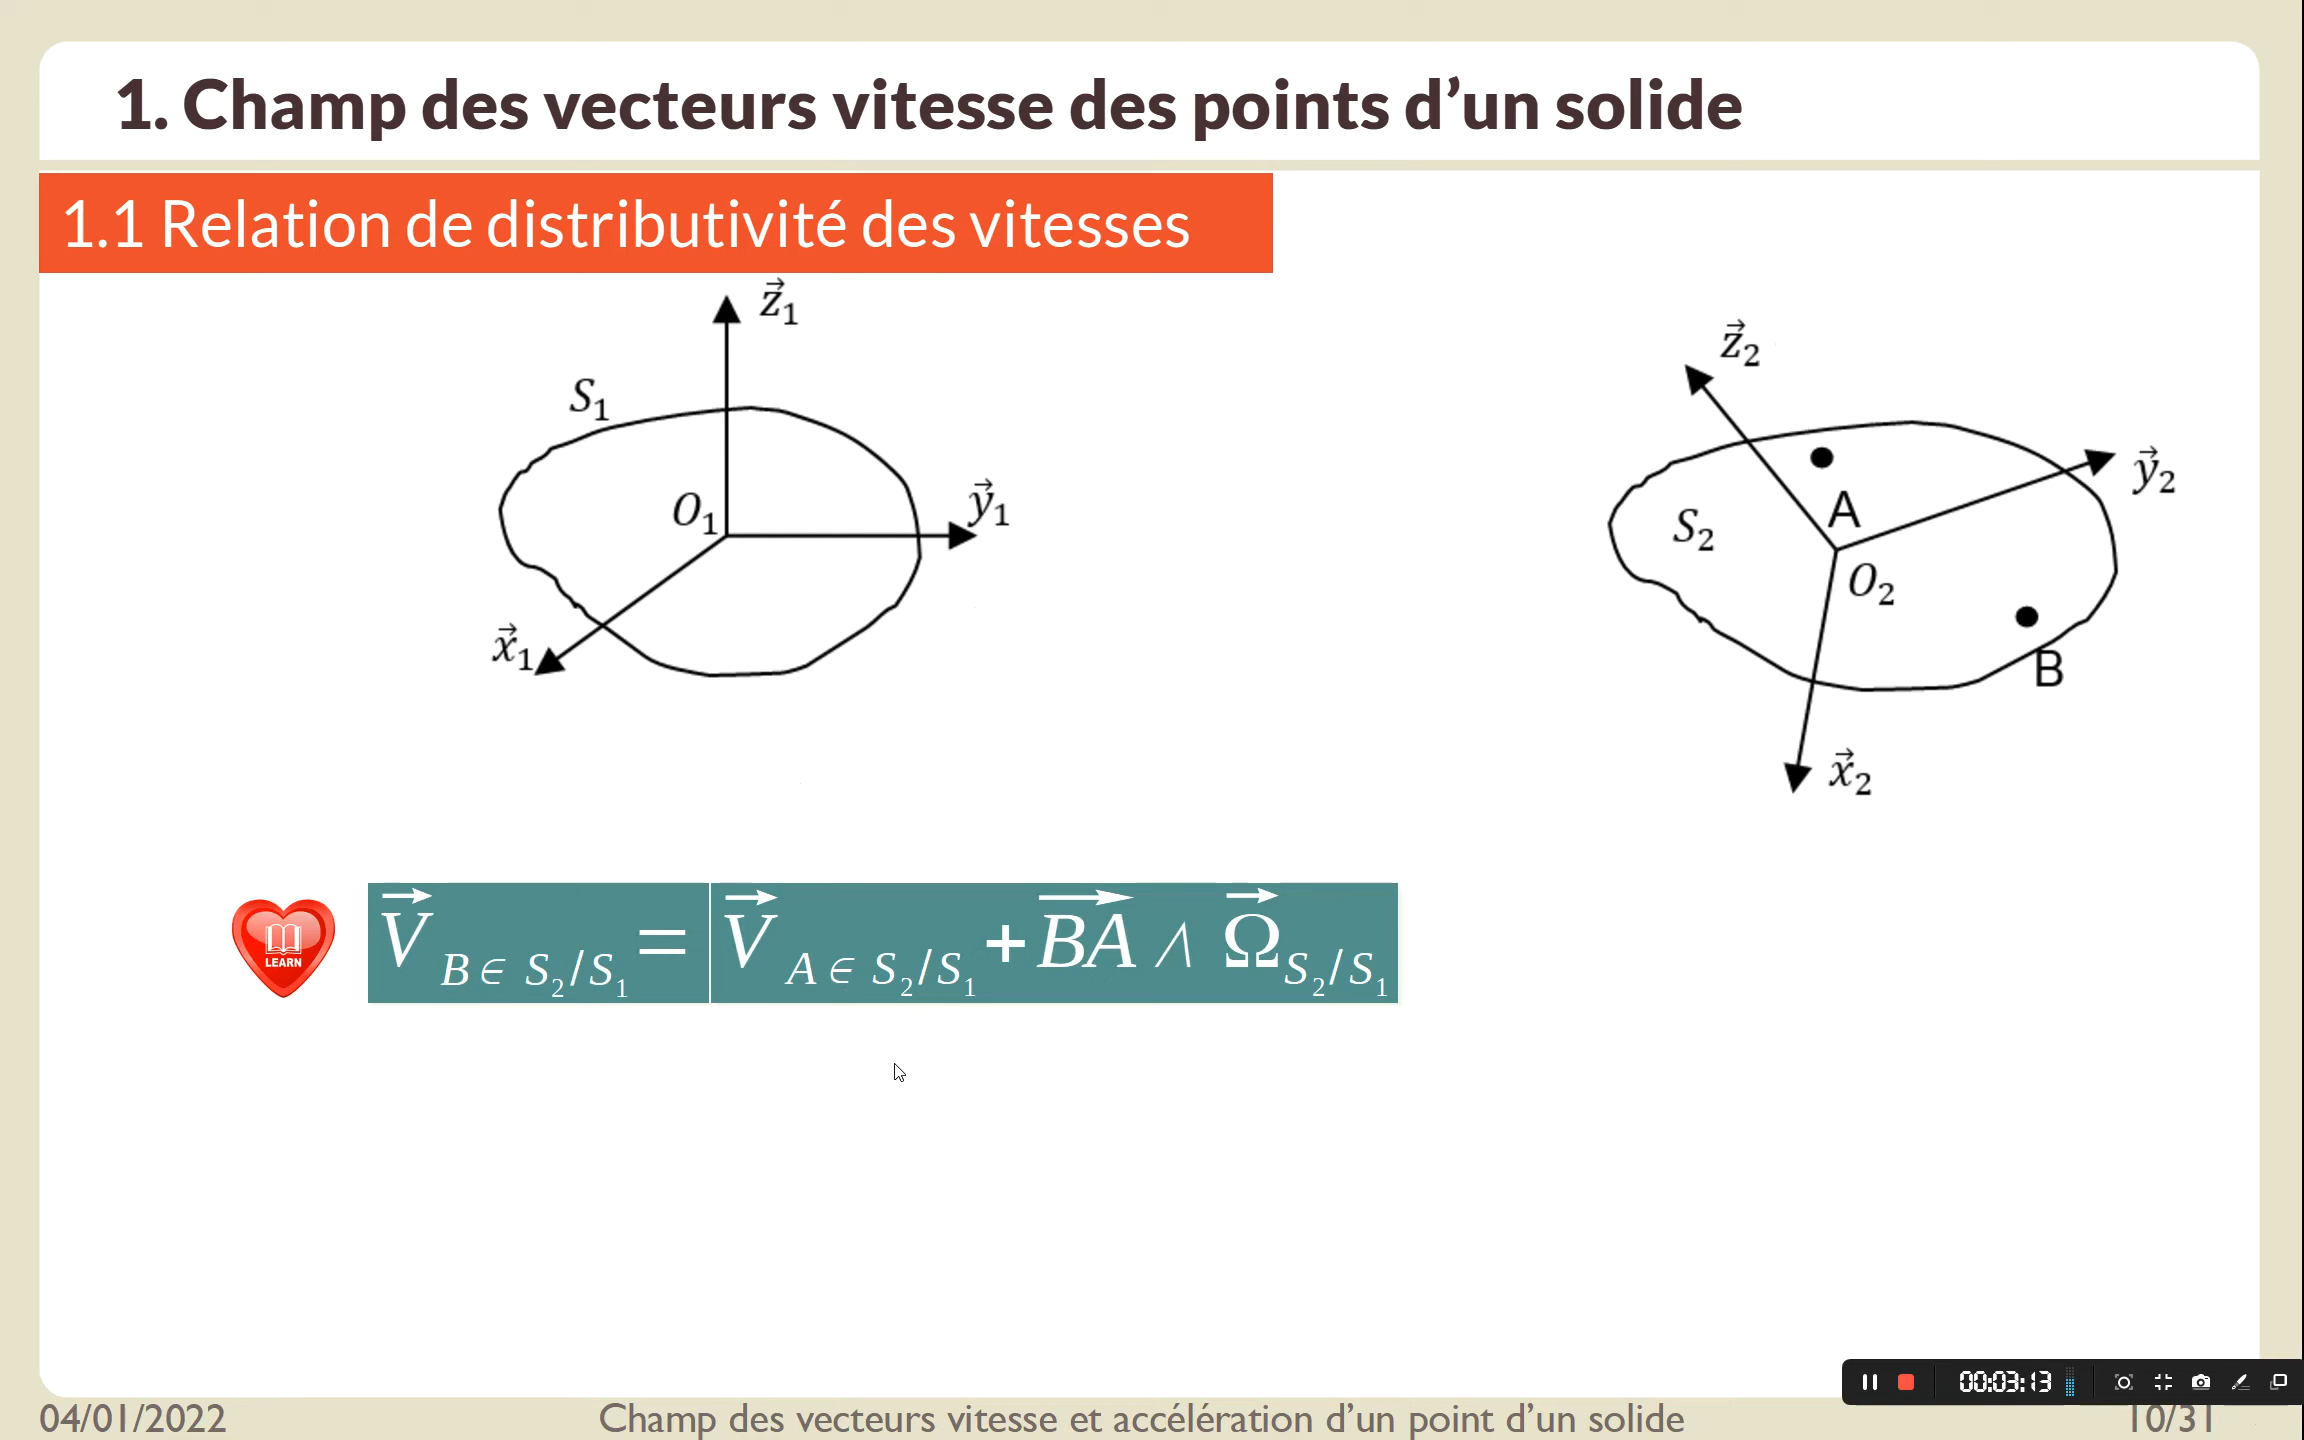 1. Champ des vecteurs vitesse des points d’un solide
1.1 Relation de distributivité des vitesses
z⃗₁
S₁
O₁
y⃗₁
x⃗₁
z⃗₂
y⃗₂
A
S₂
O₂
B
x⃗₂
LEARN
V⃗ B∈ S₂/S₁ = V⃗ A∈ S₂/S₁ + BA⃗ ∧ Ω⃗ S₂/S₁
00:03:13
04/01/2022 Champ des vecteurs vitesse et accélération d’un point d’un solide 10/31